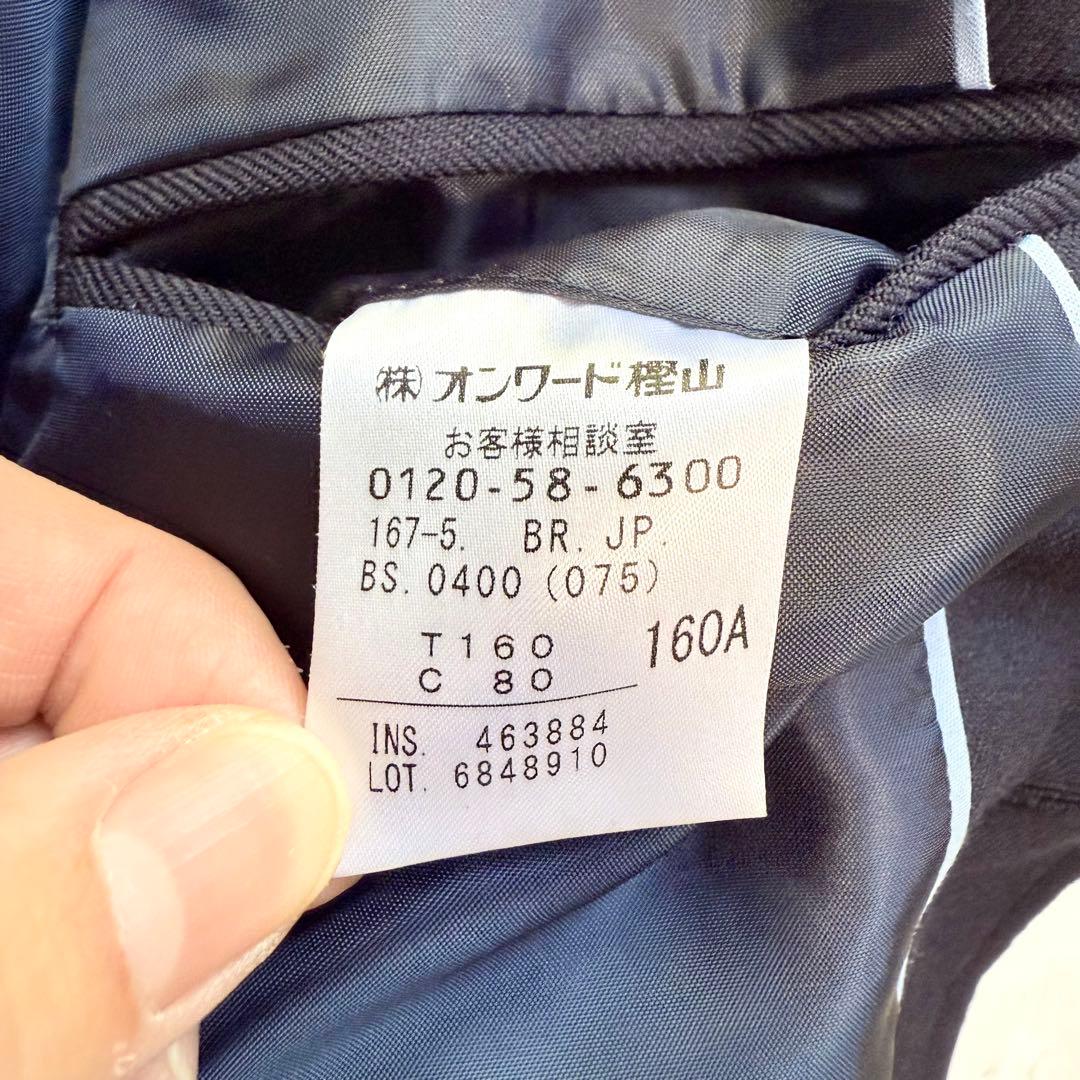 (株)オンワード樫山
お客様相談室
0120-58-6300
167-5. BR. JP.
BS. 0400 (075)
T 160
160A
C 80
INS. 463884
LOT. 6848910